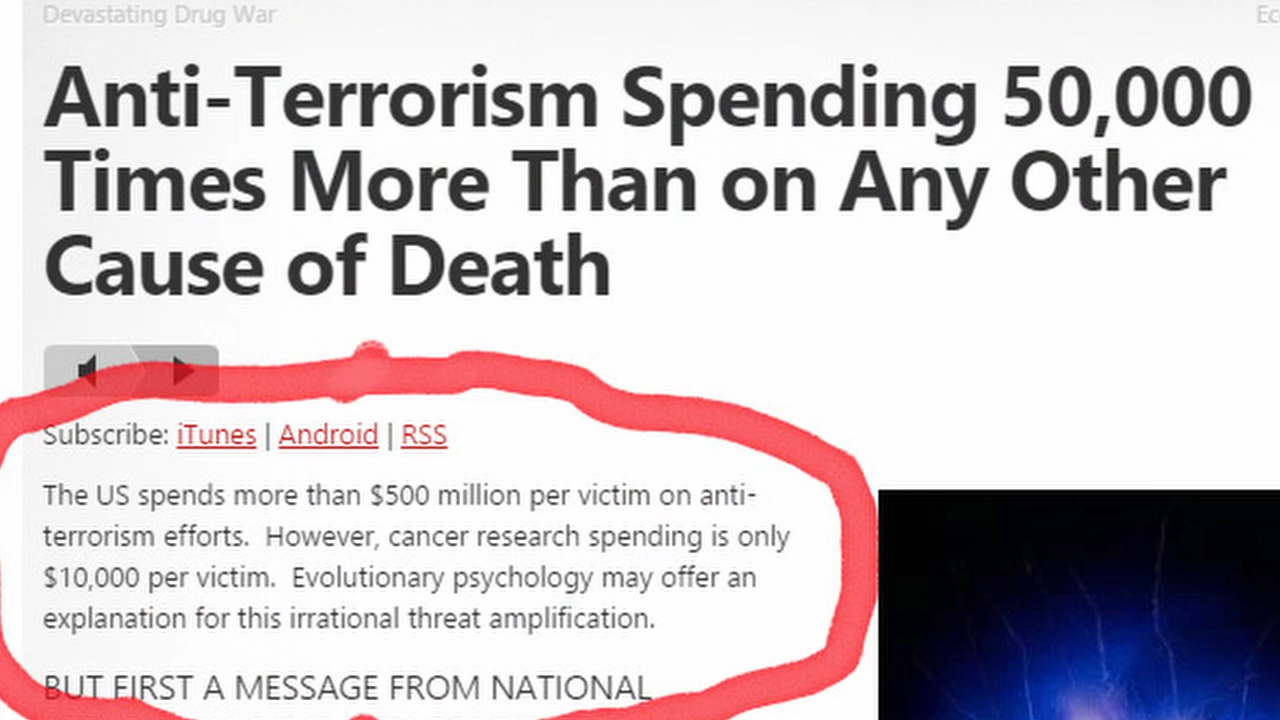 Devastating Drug War
Ec
Anti-Terrorism Spending 50,000
Times More Than on Any Other
Cause of Death
Subscribe: iTunes | Android | RSS
The US spends more than $500 million per victim on anti-
terrorism efforts.  However, cancer research spending is only
$10,000 per victim.  Evolutionary psychology may offer an
explanation for this irrational threat amplification.
BUT FIRST A MESSAGE FROM NATIONAL